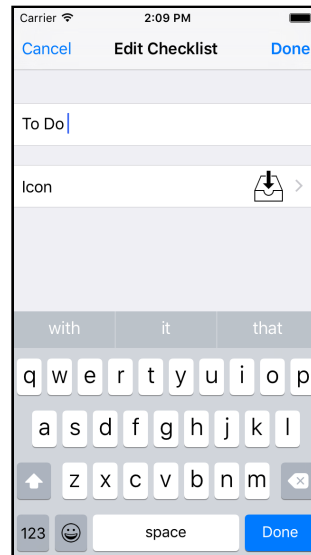 Carrier 2:09 PM
Cancel Edit Checklist Done
To Do
Icon
with it that
q w e r t y u i o p
a s d f g h j k l
z x c v b n m
123 space Done